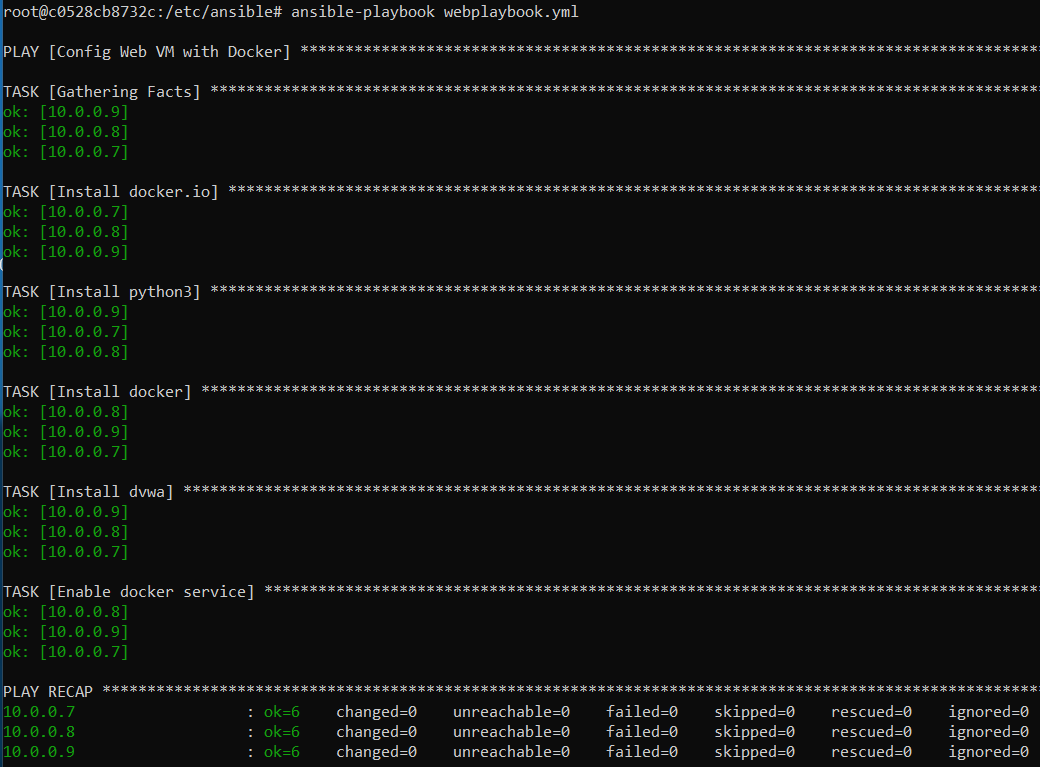 root@c0528cb8732c:/etc/ansible# ansible-playbook webplaybook.yml
PLAY [Config Web VM with Docker] **********************************************************************************
TASK [Gathering Facts] ********************************************************************************************
ok: [10.0.0.9]
ok: [10.0.0.8]
ok: [10.0.0.7]
TASK [Install docker.io] ******************************************************************************************
ok: [10.0.0.7]
ok: [10.0.0.8]
ok: [10.0.0.9]
TASK [Install python3] ********************************************************************************************
ok: [10.0.0.9]
ok: [10.0.0.7]
ok: [10.0.0.8]
TASK [Install docker] *********************************************************************************************
ok: [10.0.0.8]
ok: [10.0.0.9]
ok: [10.0.0.7]
TASK [Install dvwa] ***********************************************************************************************
ok: [10.0.0.9]
ok: [10.0.0.8]
ok: [10.0.0.7]
TASK [Enable docker service] **************************************************************************************
ok: [10.0.0.8]
ok: [10.0.0.9]
ok: [10.0.0.7]
PLAY RECAP ********************************************************************************************************
10.0.0.7                   : ok=6    changed=0    unreachable=0    failed=0    skipped=0    rescued=0    ignored=0
10.0.0.8                   : ok=6    changed=0    unreachable=0    failed=0    skipped=0    rescued=0    ignored=0
10.0.0.9                   : ok=6    changed=0    unreachable=0    failed=0    skipped=0    rescued=0    ignored=0